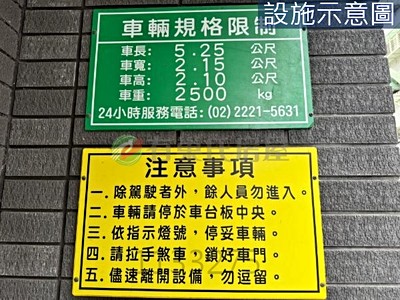 設施示意圖
車輛規格限制
車長: 5.25 公尺
車寬: 2.15 公尺
車高: 2.10 公尺
車重: 2500 kg
24小時服務電話:(02)2221-5631
注意事項
一.除駕駛者外,餘人員勿進入。
二.車輛請停於車台板中央。
三.依指示燈號,停妥車輛。
四.請拉手煞車,鎖好車門。
五.儘速離開設備,勿逗留。